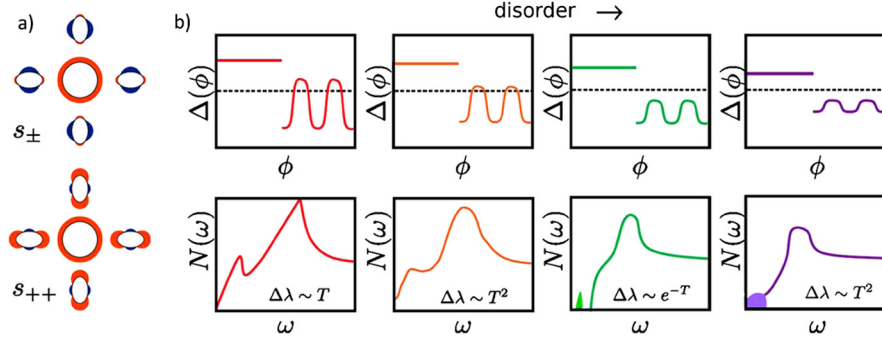 disorder →
a)
b)
s±
s++
Δ(ϕ)
ϕ
Δ(ϕ)
ϕ
Δ(ϕ)
ϕ
Δ(ϕ)
ϕ
N(ω)
Δλ ~ T
ω
N(ω)
Δλ ~ T²
ω
N(ω)
Δλ ~ e⁻ᵀ
ω
N(ω)
Δλ ~ T²
ω